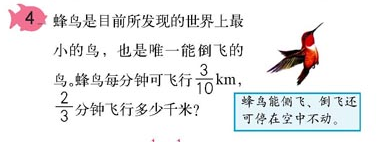 4 蜂鸟是目前所发现的世界上最
小的鸟，也是唯一能倒飞的
鸟。蜂鸟每分钟可飞行3/10km，
2/3分钟飞行多少千米？
蜂鸟能侧飞、倒飞还
可停在空中不动。